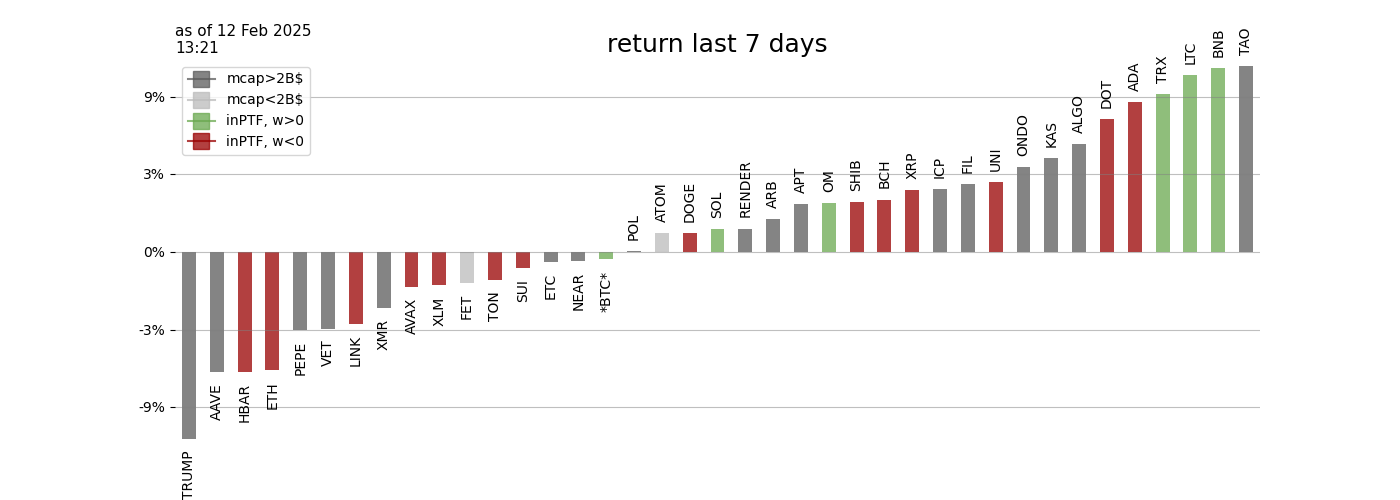 as of 12 Feb 2025
13:21
return last 7 days
mcap>2B$
mcap<2B$
inPTF, w>0
inPTF, w<0
9%
3%
0%
-3%
-9%
TRUMP
AAVE
HBAR
ETH
PEPE
VET
LINK
XMR
AVAX
XLM
FET
TON
SUI
ETC
NEAR
*BTC*
POL
ATOM
DOGE
SOL
RENDER
ARB
APT
OM
SHIB
BCH
XRP
ICP
FIL
UNI
ONDO
KAS
ALGO
DOT
ADA
TRX
LTC
BNB
TAO